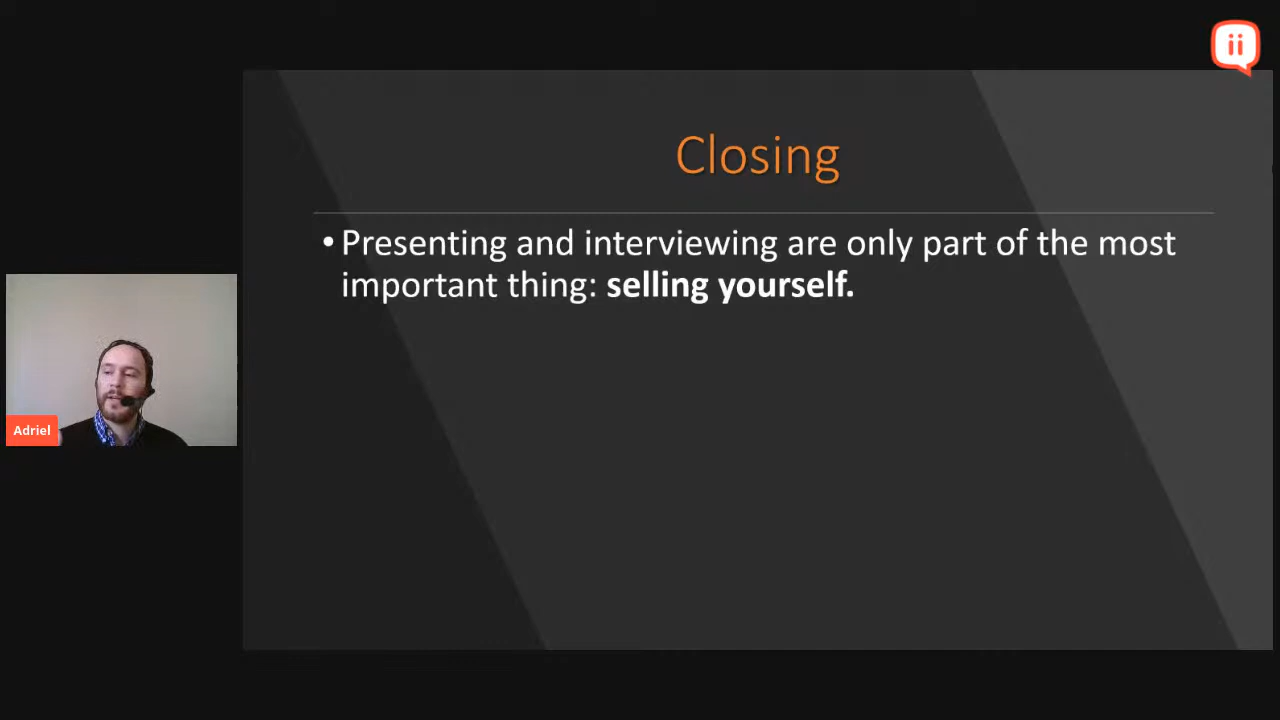 Closing
• Presenting and interviewing are only part of the most
important thing: selling yourself.
Adriel
ii